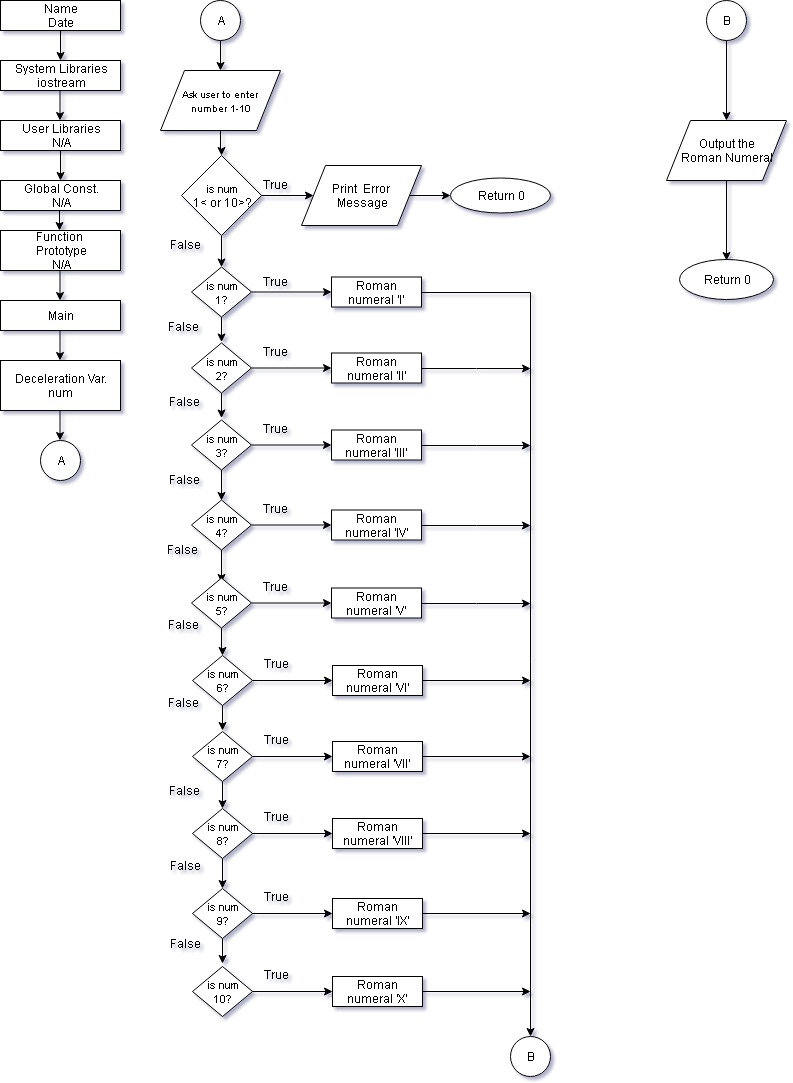 Name
Date
System Libraries
iostream
User Libraries
N/A
Global Const.
N/A
Function
Prototype
N/A
Main
Deceleration Var.
num
A
A
Ask user to enter
number 1-10
is num
1< or 10>?
True
Print Error
Message
Return 0
False
is num
1?
True
Roman
numeral 'I'
False
is num
2?
True
Roman
numeral 'II'
False
is num
3?
True
Roman
numeral 'III'
False
is num
4?
True
Roman
numeral 'IV'
False
is num
5?
True
Roman
numeral 'V'
False
is num
6?
True
Roman
numeral 'VI'
False
is num
7?
True
Roman
numeral 'VII'
False
is num
8?
True
Roman
numeral 'VIII'
False
is num
9?
True
Roman
numeral 'IX'
False
is num
10?
True
Roman
numeral 'X'
B
B
Output the
Roman Numeral
Return 0